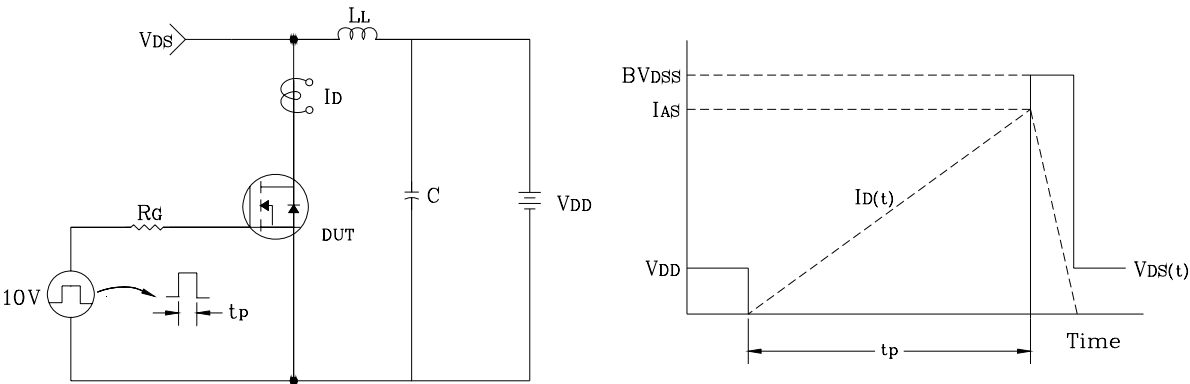 LL
VDS
ID
C
VDD
RG
DUT
10V
tp
BVDSS
IAS
ID(t)
VDD
VDS(t)
Time
tp